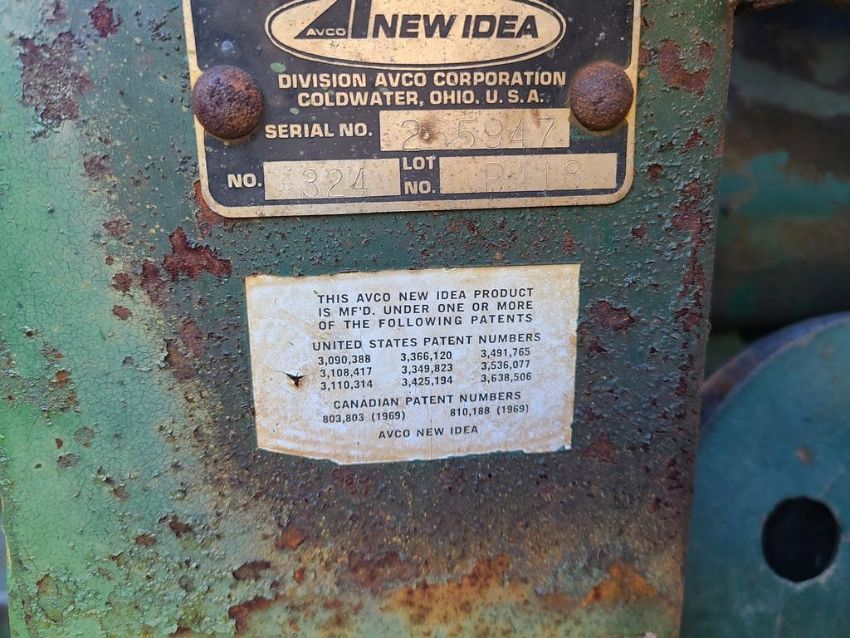 AVCO NEW IDEA
DIVISION AVCO CORPORATION
COLDWATER, OHIO. U.S.A.
SERIAL NO.
NO. 324 LOT NO. B418
THIS AVCO NEW IDEA PRODUCT
IS MF'D. UNDER ONE OR MORE
OF THE FOLLOWING PATENTS
UNITED STATES PATENT NUMBERS
3,090,388 3,366,120 3,491,765
3,108,417 3,349,823 3,536,077
3,110,314 3,425,194 3,638,506
CANADIAN PATENT NUMBERS
803,803 (1969) 810,188 (1969)
AVCO NEW IDEA